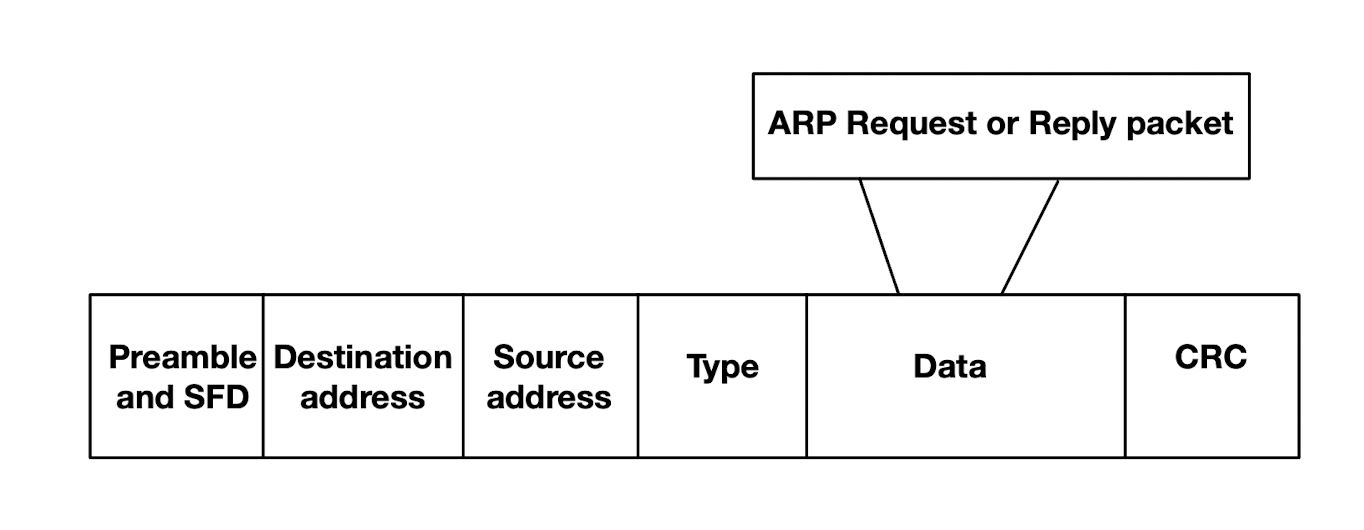 ARP Request or Reply packet
Preamble
and SFD
Destination
address
Source
address
Type
Data
CRC